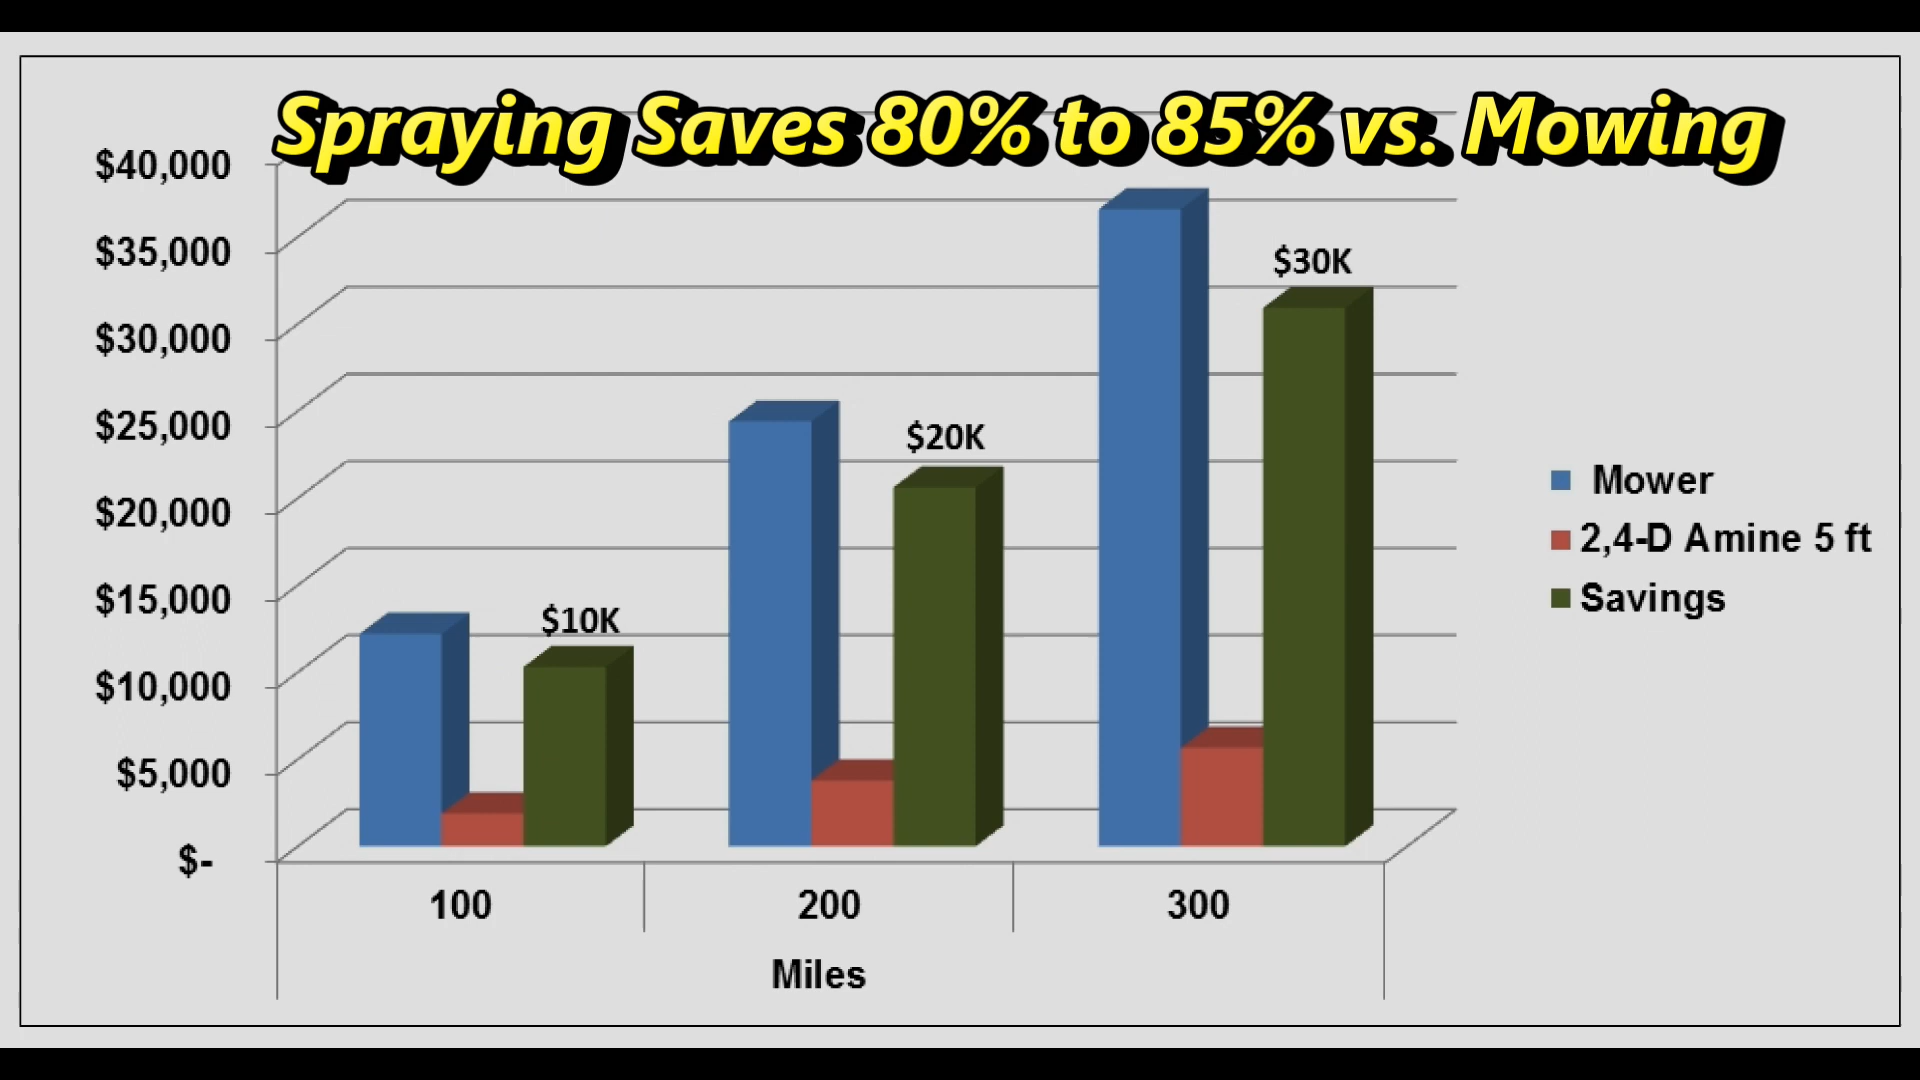 Spraying Saves 80% to 85% vs. Mowing
$40,000
$35,000
$30,000
$25,000
$20,000
$15,000
$10,000
$5,000
$-
$10K
$20K
$30K
100
200
300
Miles
Mower
2,4-D Amine 5 ft
Savings